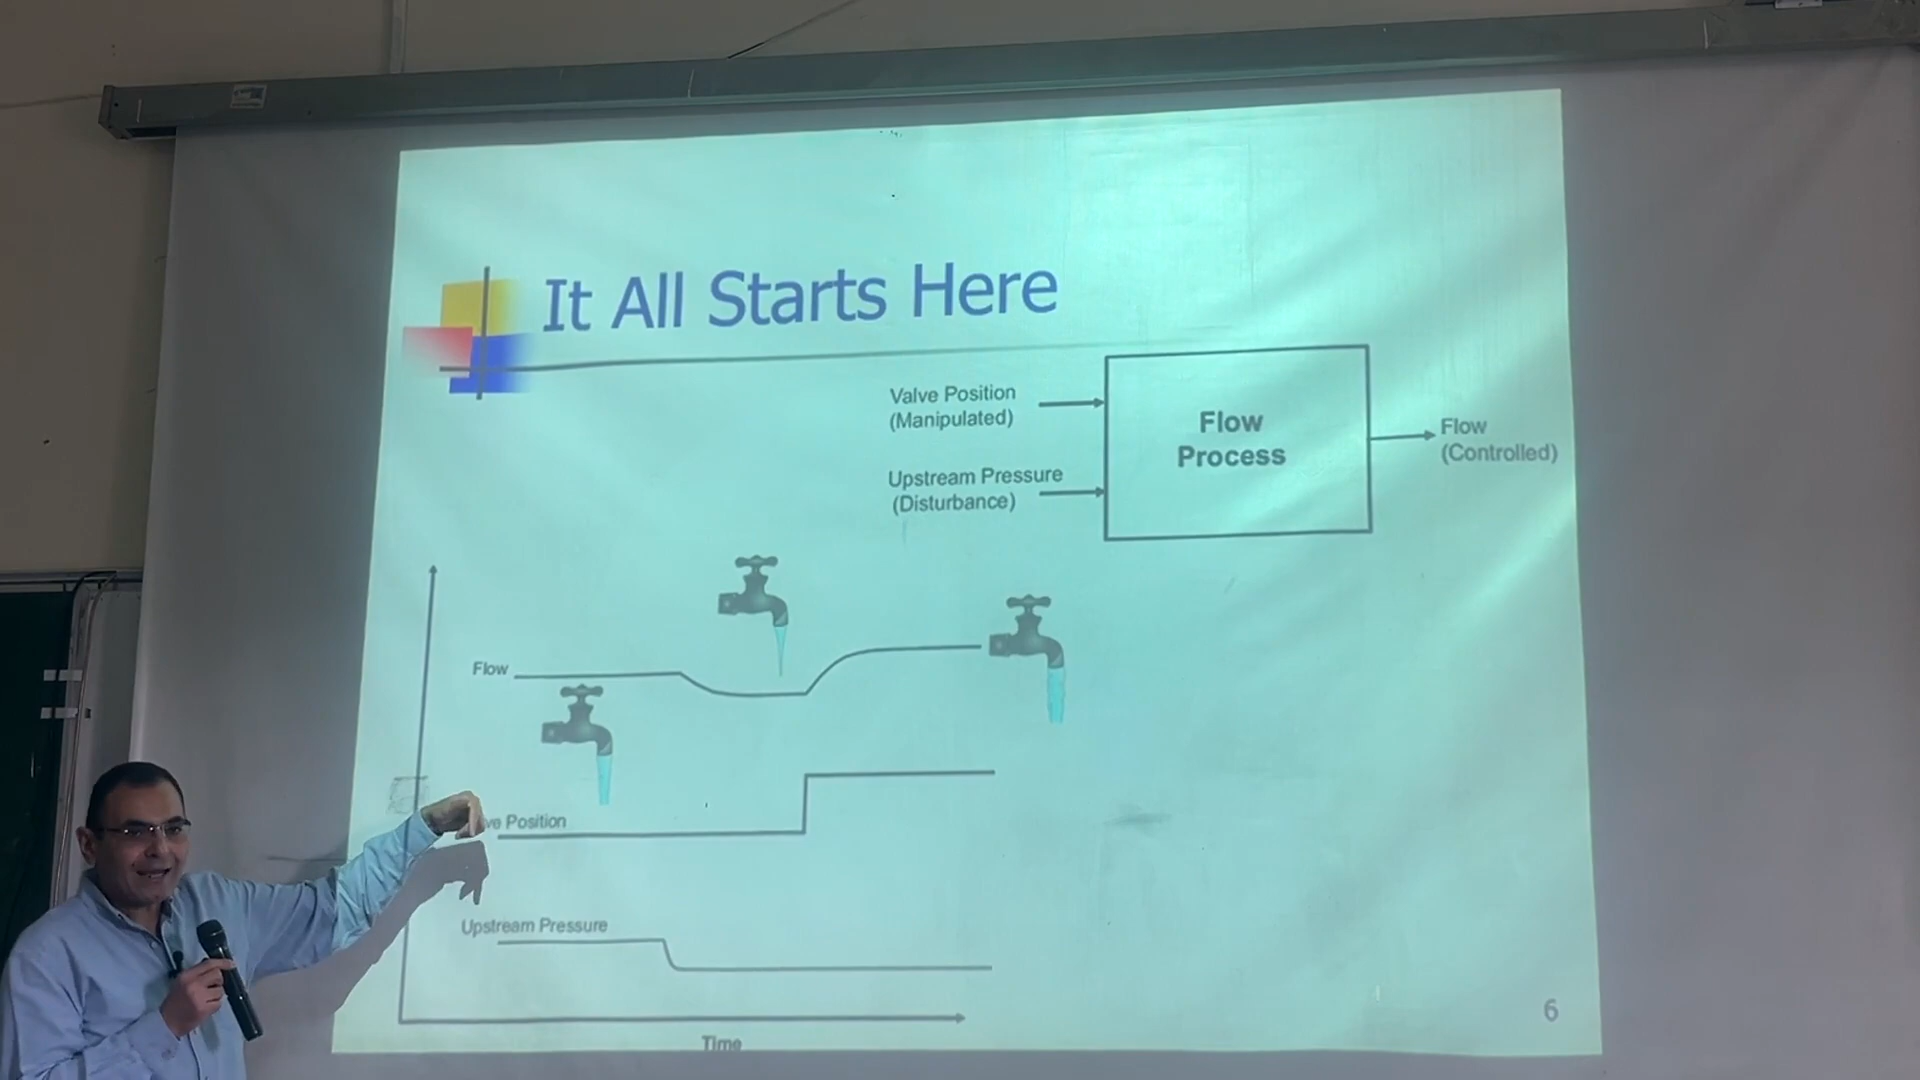 It All Starts Here
Valve Position
(Manipulated)
Upstream Pressure
(Disturbance)
Flow
Process
Flow
(Controlled)
Flow
ve Position
Upstream Pressure
Time
6